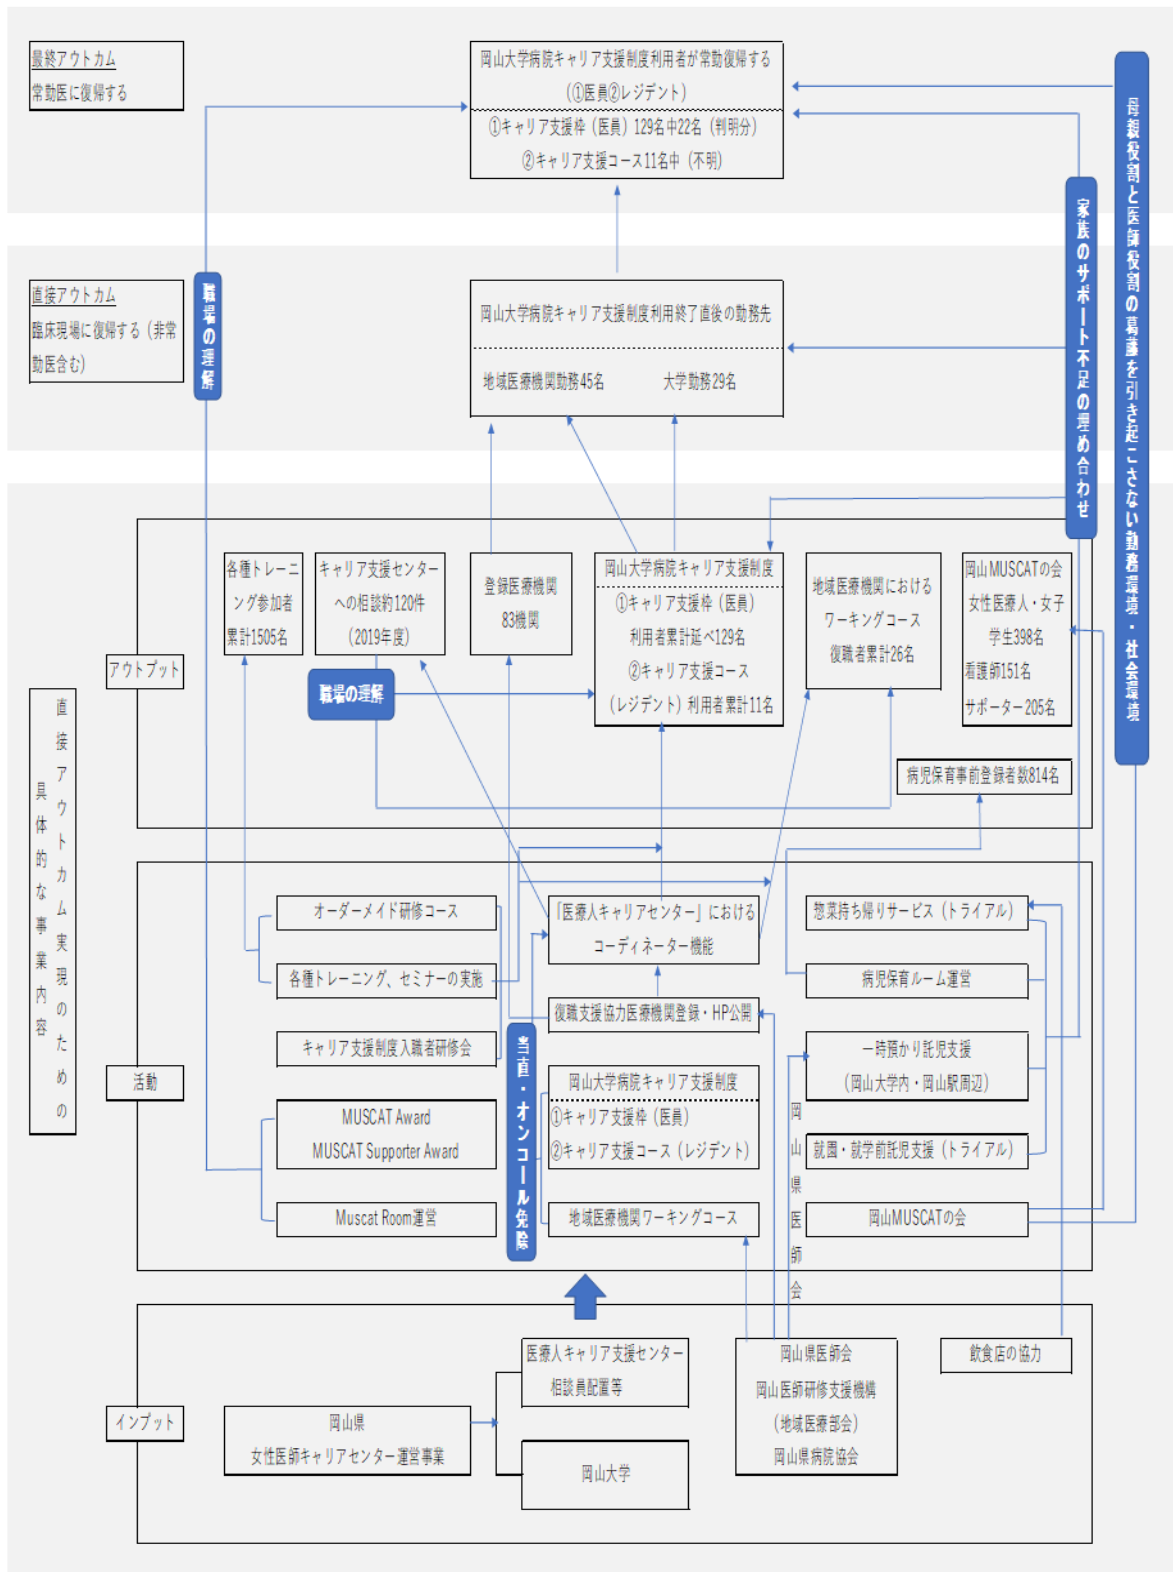 最終アウトカム
常勤医に復帰する
岡山大学病院キャリア支援制度利用者が常勤復帰する
(①医員②レジデント)
①キャリア支援枠（医員）129名中22名（判明分）
②キャリア支援コース11名中（不明）
母親役割と医師役割の葛藤を引き起こさない勤務環境・社会環境
家族のサポート不足の埋め合わせ
職場の理解
直接アウトカム
臨床現場に復帰する（非常
勤医含む）
岡山大学病院キャリア支援制度利用終了直後の勤務先
地域医療機関勤務45名　大学勤務29名
直接アウトカム実現のための
具体的な事業内容
アウトプット
各種トレーニ
ング参加者
累計1505名
キャリア支援センター
への相談約120件
（2019年度）
登録医療機関
83機関
岡山大学病院キャリア支援制度
①キャリア支援枠（医員）
利用者累計延べ129名
②キャリア支援コース
（レジデント）利用者累計11名
地域医療機関における
ワーキングコース
復職者累計26名
岡山MUSCATの会
女性医療人・女子
学生398名
看護師151名
サポーター205名
職場の理解
病児保育事前登録者数814名
活動
オーダーメイド研修コース
各種トレーニング、セミナーの実施
キャリア支援制度入職者研修会
MUSCAT Award
MUSCAT Supporter Award
Muscat Room運営
「医療人キャリアセンター」における
コーディネーター機能
復職支援協力医療機関登録・HP公開
当直・オンコール免除
岡山大学病院キャリア支援制度
①キャリア支援枠（医員）
②キャリア支援コース（レジデント）
地域医療機関ワーキングコース
岡山県医師会
惣菜持ち帰りサービス（トライアル）
病児保育ルーム運営
一時預かり託児支援
（岡山大学内・岡山駅周辺）
就園・就学前託児支援（トライアル）
岡山MUSCATの会
インプット
岡山県
女性医師キャリアセンター運営事業
医療人キャリア支援センター
相談員配置等
岡山大学
岡山県医師会
岡山医師研修支援機構
（地域医療部会）
岡山県病院協会
飲食店の協力